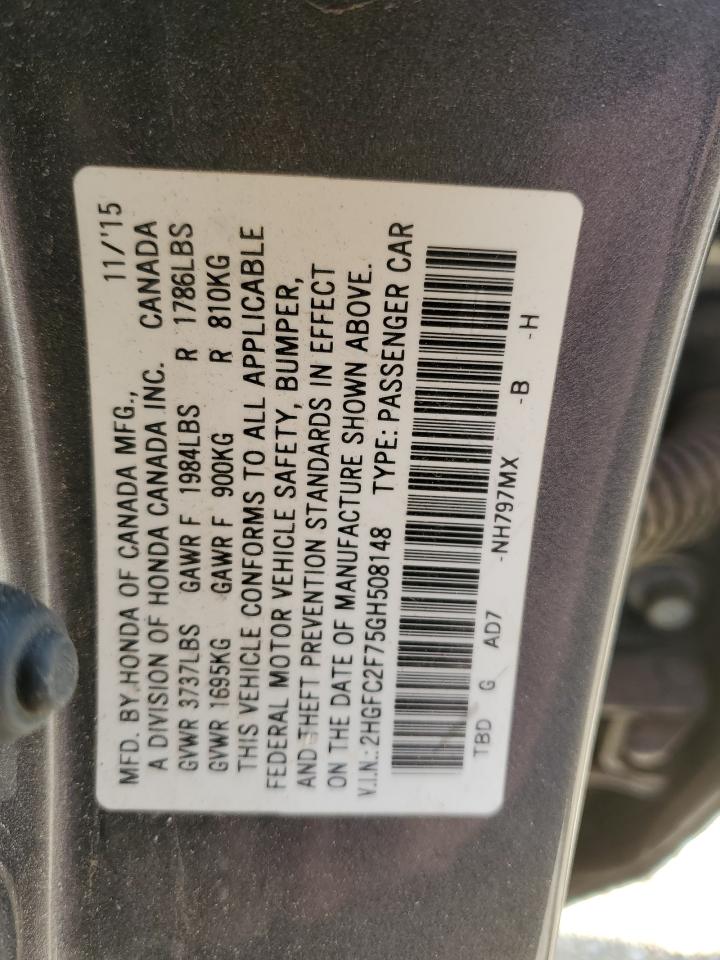 MFD. BY HONDA OF CANADA MFG., 11/'15
A DIVISION OF HONDA CANADA INC. CANADA
GVWR 3737LBS GAWR F 1984LBS R 1786LBS
GVWR 1695KG GAWR F 900KG R 810KG
THIS VEHICLE CONFORMS TO ALL APPLICABLE
FEDERAL MOTOR VEHICLE SAFETY, BUMPER,
AND THEFT PREVENTION STANDARDS IN EFFECT
ON THE DATE OF MANUFACTURE SHOWN ABOVE.
V.I.N.: 2HGFC2F75GH508148 TYPE: PASSENGER CAR
TBD G AD7 -NH797MX -B -H